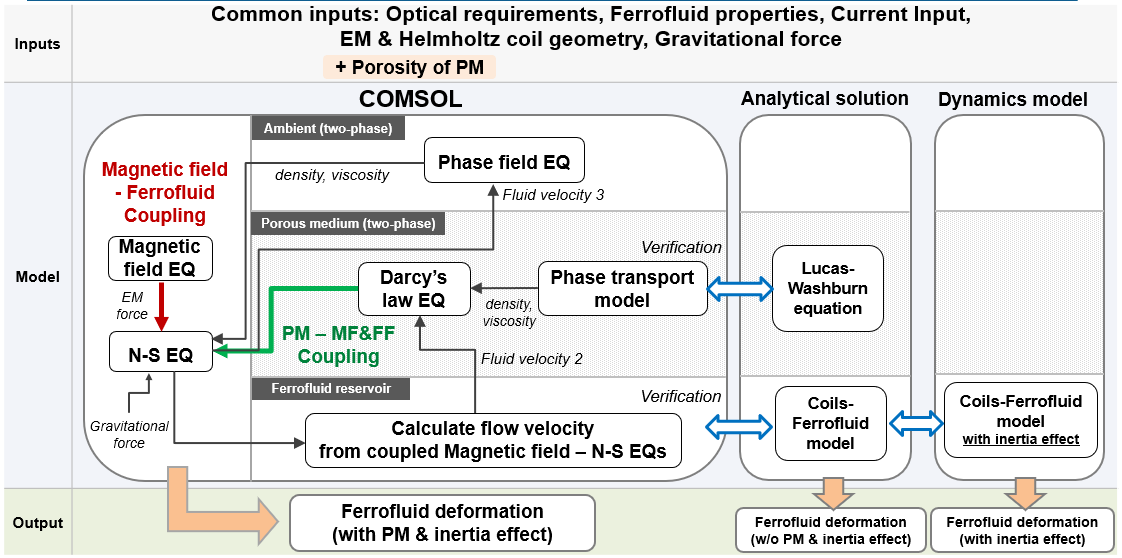 Inputs
Common inputs: Optical requirements, Ferrofluid properties, Current Input,
EM & Helmholtz coil geometry, Gravitational force
+ Porosity of PM
Model
COMSOL
Analytical solution
Dynamics model
Ambient (two-phase)
Phase field EQ
density, viscosity
Fluid velocity 3
Magnetic field
- Ferrofluid
Coupling
Porous medium (two-phase)
Magnetic
field EQ
EM
force
N-S EQ
Gravitational
force
Darcy's
law EQ
density,
viscosity
Phase transport
model
Verification
Lucas-
Washburn
equation
PM – MF&FF
Coupling
Fluid velocity 2
Ferrofluid reservoir
Verification
Calculate flow velocity
from coupled Magnetic field – N-S EQs
Coils-
Ferrofluid
model
Coils-Ferrofluid
model
with inertia effect
Output
Ferrofluid deformation
(with PM & inertia effect)
Ferrofluid deformation
(w/o PM & inertia effect)
Ferrofluid deformation
(with inertia effect)